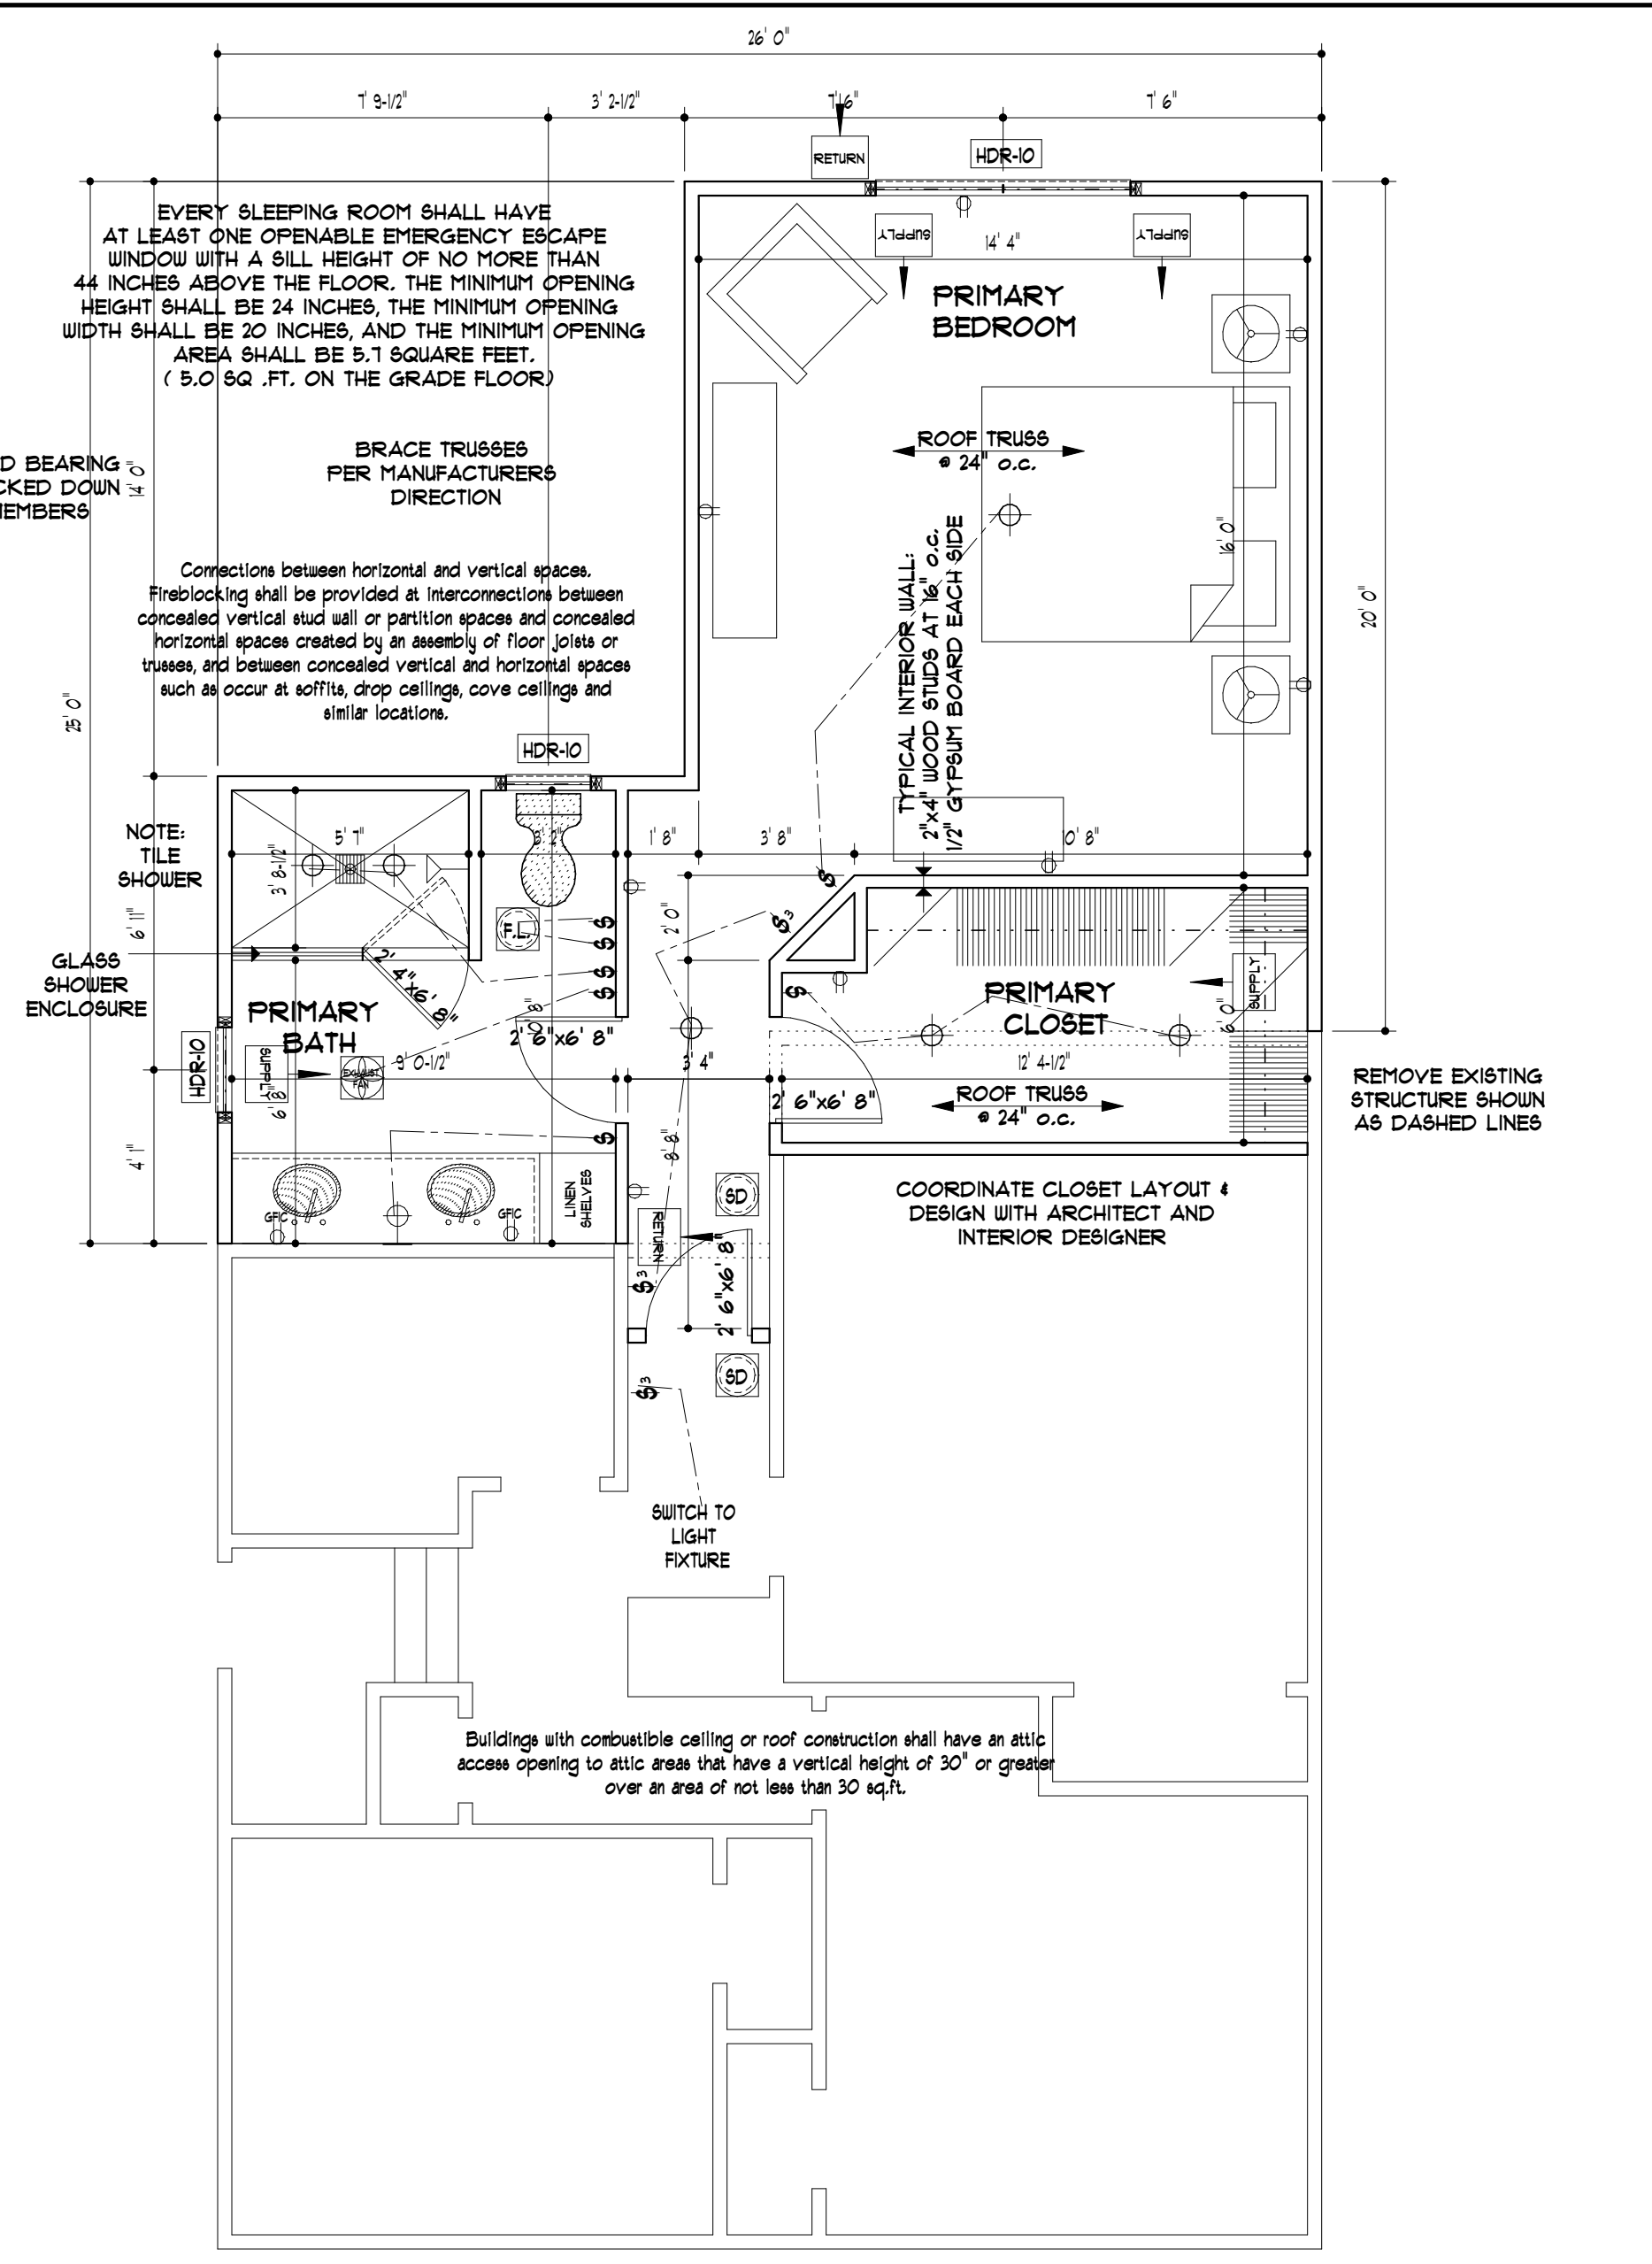 26' 0"
7' 9-1/2"
3' 2-1/2"
7' 6"
7' 6"
RETURN
HDR-10
EVERY SLEEPING ROOM SHALL HAVE
AT LEAST ONE OPENABLE EMERGENCY ESCAPE
WINDOW WITH A SILL HEIGHT OF NO MORE THAN
44 INCHES ABOVE THE FLOOR. THE MINIMUM OPENING
HEIGHT SHALL BE 24 INCHES, THE MINIMUM OPENING
WIDTH SHALL BE 20 INCHES, AND THE MINIMUM OPENING
AREA SHALL BE 5.7 SQUARE FEET.
( 5.0 SQ .FT. ON THE GRADE FLOOR)
SUPPLY
SUPPLY
14' 4"
PRIMARY
BEDROOM
D BEARING
CKED DOWN
MEMBERS
14' 0"
BRACE TRUSSES
PER MANUFACTURERS
DIRECTION
ROOF TRUSS
@ 24" O.C.
16' 0"
20' 0"
25' 0"
Connections between horizontal and vertical spaces.
Fireblocking shall be provided at interconnections between
concealed vertical stud wall or partition spaces and concealed
horizontal spaces created by an assembly of floor joists or
trusses, and between concealed vertical and horizontal spaces
such as occur at soffits, drop ceilings, cove ceilings and
similar locations.
TYPICAL INTERIOR WALL:
2"x4" WOOD STUDS AT 16" O.C.
1/2" GYPSUM BOARD EACH SIDE
HDR-10
NOTE:
TILE
SHOWER
5' 7"
3' 2"
1' 8"
3' 8"
10' 8"
3' 8-1/2"
6' 11"
2' 0"
F.L.
$
$
$
$
$
$3
$
GLASS
SHOWER
ENCLOSURE
2' 4"x6' 8"
PRIMARY
BATH
PRIMARY
CLOSET
SUPPLY
6' 0"
HDR-10
SUPPLY
EXHAUST
FAN
9' 0-1/2"
2' 6"x6' 8"
3' 4"
12' 4-1/2"
2' 6"x6' 8"
ROOF TRUSS
@ 24" O.C.
REMOVE EXISTING
STRUCTURE SHOWN
AS DASHED LINES
6' 8"
4' 1"
$
8' 8"
GFIC
GFIC
LINEN
SHELVES
SD
RETURN
COORDINATE CLOSET LAYOUT &
DESIGN WITH ARCHITECT AND
INTERIOR DESIGNER
$3
2' 6"x6' 8"
SD
$3
SWITCH TO
LIGHT
FIXTURE
Buildings with combustible ceiling or roof construction shall have an attic
access opening to attic areas that have a vertical height of 30" or greater
over an area of not less than 30 sq.ft.